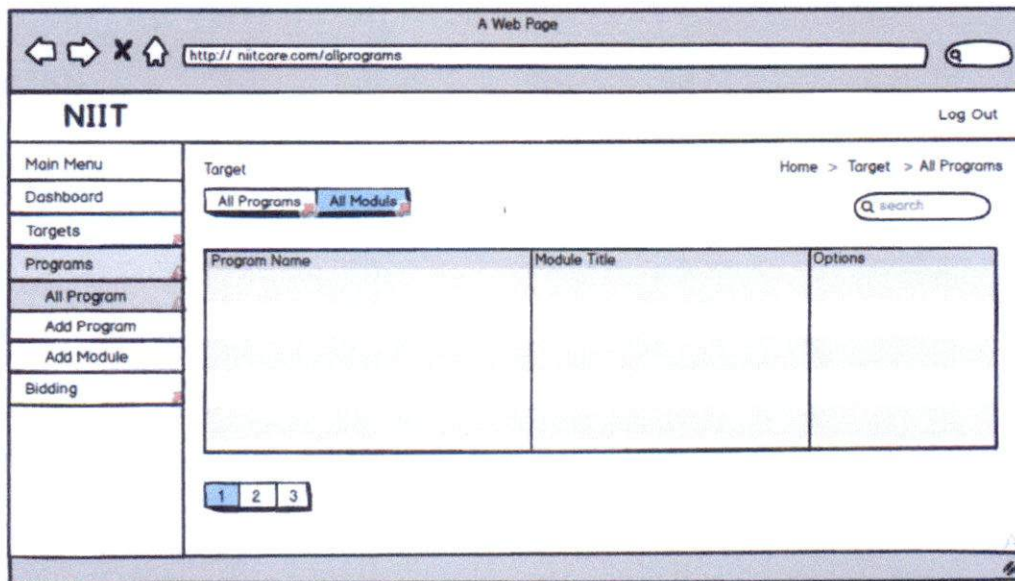 A Web Page
http:// niitcare.com/allprograms
NIIT
Log Out
Main Menu
Dashboard
Targets
Programs
All Program
Add Program
Add Module
Bidding
Target
Home > Target > All Programs
All Programs All Moduls
search
Program Name Module Title Options
1 2 3